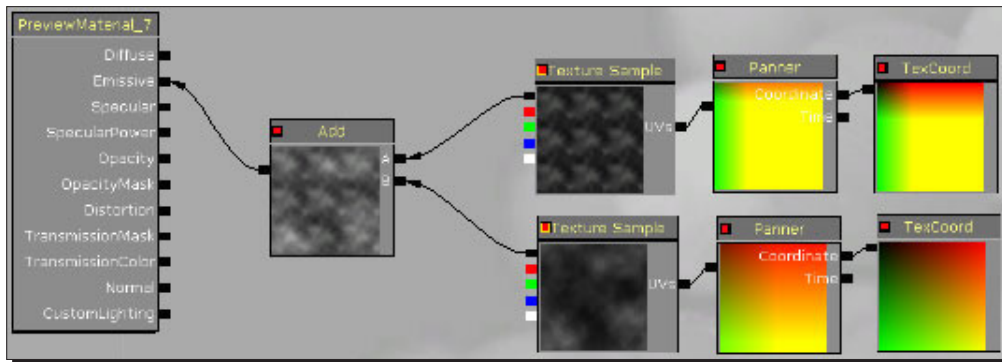 PreviewMaterial_7
Diffuse
Emissive
Specular
SpecularPower
Opacity
OpacityMask
Distortion
TransmissionMask
TransmissionColor
Normal
CustomLighting
Add
A
B
Texture Sample
UVs
Panner
Coordinate
Time
TexCoord
Texture Sample
UVs
Panner
Coordinate
Time
TexCoord